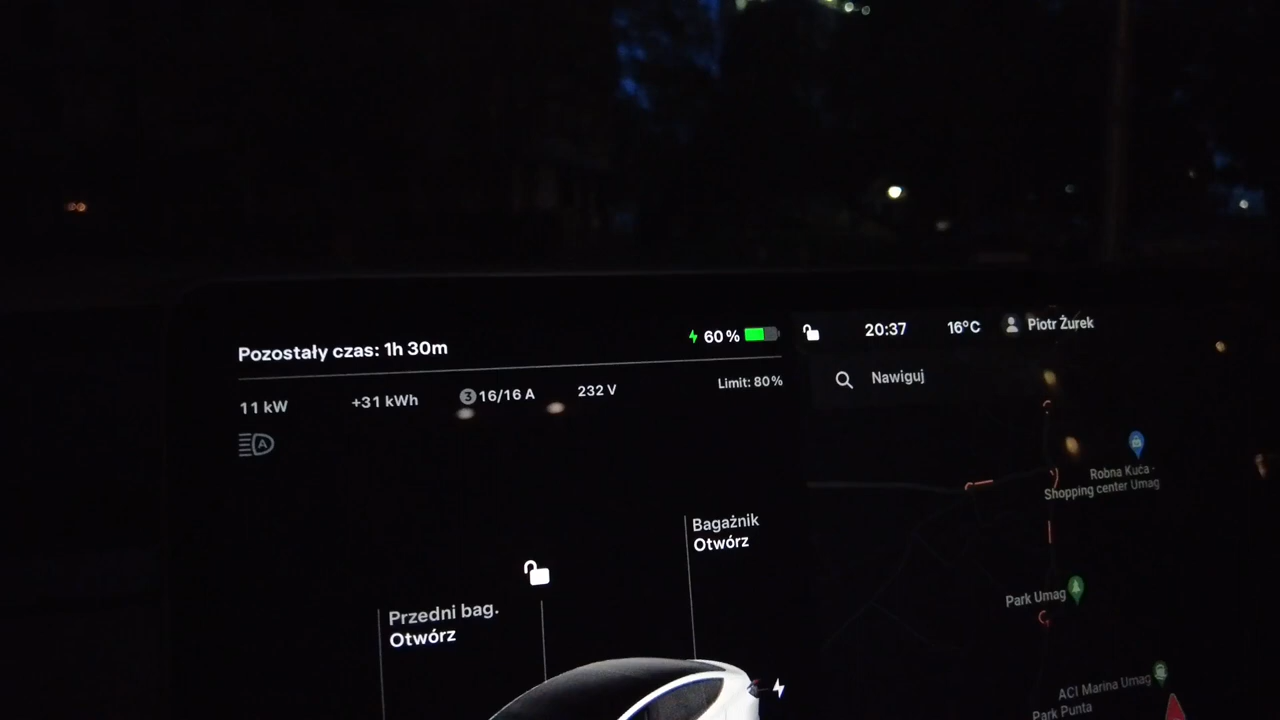 Pozostały czas: 1h 30m
60 %
11 kW
+31 kWh
3 16/16 A
232 V
Limit: 80%
A
20:37
16°C
Piotr Żurek
Nawiguj
Robna Kuća -
Shopping center Umag
Bagażnik
Otwórz
Przedni bag.
Otwórz
Park Umag
ACI Marina Umag
Park Punta